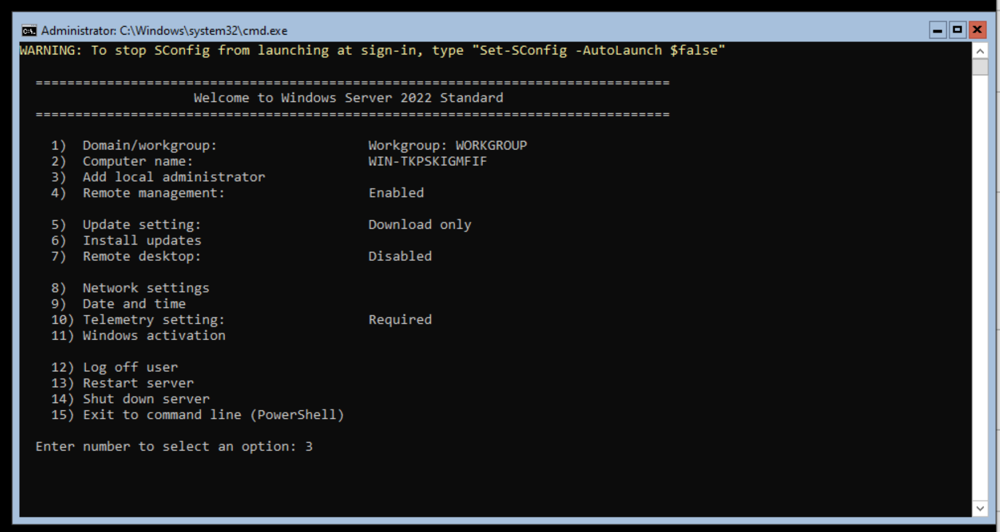 Administrator: C:\Windows\system32\cmd.exe
WARNING: To stop SConfig from launching at sign-in, type "Set-SConfig -AutoLaunch $false"
================================================================================
Welcome to Windows Server 2022 Standard
================================================================================
1) Domain/workgroup: Workgroup: WORKGROUP
2) Computer name: WIN-TKPSKIGMFIF
3) Add local administrator
4) Remote management: Enabled
5) Update setting: Download only
6) Install updates
7) Remote desktop: Disabled
8) Network settings
9) Date and time
10) Telemetry setting: Required
11) Windows activation
12) Log off user
13) Restart server
14) Shut down server
15) Exit to command line (PowerShell)
Enter number to select an option: 3